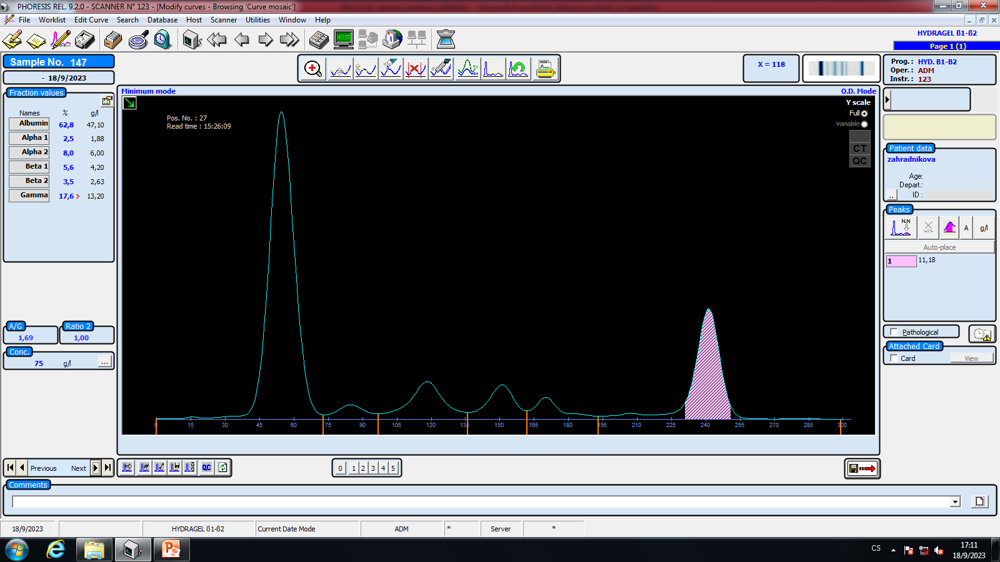 PHORESIS REL. 9.2.0 - SCANNER N° 123 - [Modify curves - Browsing 'Curve mosaic']
File Worklist Edit Curve Search Database Host Scanner Utilities Window Help
HOST
HYDRAGEL ß1-ß2
Page 1 (1)
Sample No. 147
- 18/9/2023
X = 118
Prog.: HYD. B1-B2
Oper.: ADM
Instr.: 123
Fraction values
Names % g/l
Albumin 62,8 47,10
Alpha 1 2,5 1,88
Alpha 2 8,0 6,00
Beta 1 5,6 4,20
Beta 2 3,5 2,63
Gamma 17,6 > 13,20
A/G
1,69
Ratio 2
1,00
Conc.
75 g/l ...
Minimum mode
O.D. Mode
Pos. No. : 27
Read time : 15:26:09
Y scale
Full
Variable
CT
QC
0 15 30 45 60 75 90 105 120 136 150 165 180 195 210 225 240 255 270 285 300
Patient data
zahradnikova
Age:
Depart.:
.. ID :
Peaks
N.N
A g/l
Auto-place
1 11,18
Pathological
Attached Card
Card View
Previous Next
QC
0 1 2 3 4 5
Comments
18/9/2023 HYDRAGEL ß1-ß2 Current Date Mode ADM * Server *
CS
17:11
18/9/2023